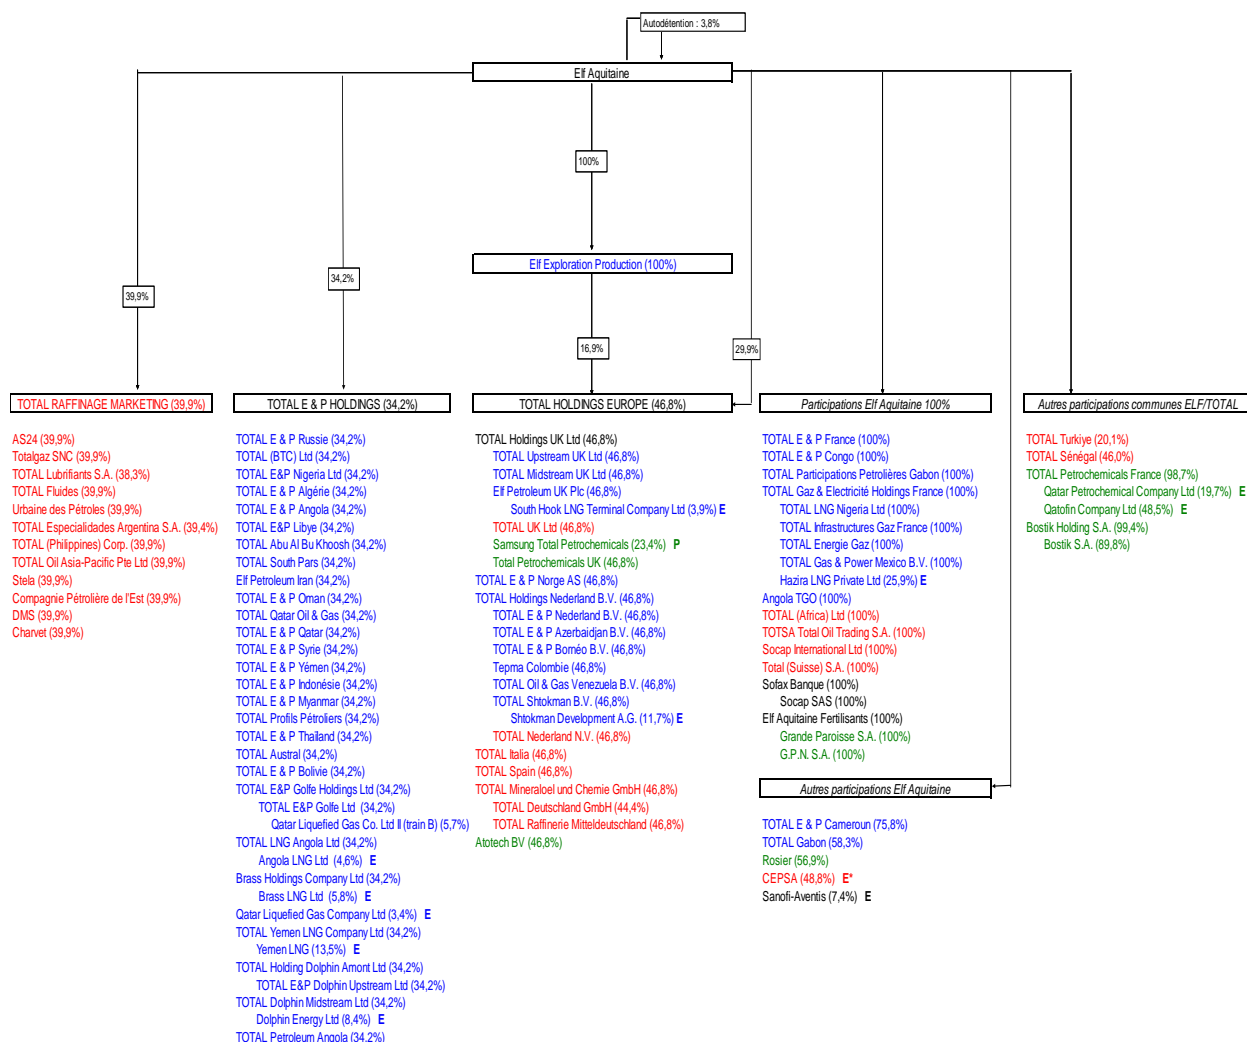 Autodétention : 3,8%
Elf Aquitaine
100%
Elf Exploration Production (100%)
39,9%
34,2%
16,9%
29,9%
TOTAL RAFFINAGE MARKETING (39,9%)
AS24 (39,9%)
Totalgaz SNC (39,9%)
TOTAL Lubrifiants S.A. (38,3%)
TOTAL Fluides (39,9%)
Urbaine des Pétroles (39,9%)
TOTAL Especialidades Argentina S.A. (39,4%)
TOTAL (Philippines) Corp. (39,9%)
TOTAL Oil Asia-Pacific Pte Ltd (39,9%)
Stela (39,9%)
Compagnie Pétrolière de l'Est (39,9%)
DMS (39,9%)
Charvet (39,9%)
TOTAL E & P HOLDINGS (34,2%)
TOTAL E & P Russie (34,2%)
TOTAL (BTC) Ltd (34,2%)
TOTAL E&P Nigeria Ltd (34,2%)
TOTAL E & P Algérie (34,2%)
TOTAL E & P Angola (34,2%)
TOTAL E&P Libye (34,2%)
TOTAL Abu Al Bu Khoosh (34,2%)
TOTAL South Pars (34,2%)
Elf Petroleum Iran (34,2%)
TOTAL E & P Oman (34,2%)
TOTAL Qatar Oil & Gas (34,2%)
TOTAL E & P Qatar (34,2%)
TOTAL E & P Syrie (34,2%)
TOTAL E & P Yémen (34,2%)
TOTAL E & P Indonésie (34,2%)
TOTAL E & P Myanmar (34,2%)
TOTAL Profils Pétroliers (34,2%)
TOTAL E & P Thaïland (34,2%)
TOTAL Austral (34,2%)
TOTAL E & P Bolivie (34,2%)
TOTAL E&P Golfe Holdings Ltd (34,2%)
TOTAL E&P Golfe Ltd (34,2%)
Qatar Liquefied Gas Co. Ltd II (train B) (5,7%)
TOTAL LNG Angola Ltd (34,2%)
Angola LNG Ltd (4,6%) E
Brass Holdings Company Ltd (34,2%)
Brass LNG Ltd (5,8%) E
Qatar Liquefied Gas Company Ltd (3,4%) E
TOTAL Yemen LNG Company Ltd (34,2%)
Yemen LNG (13,5%) E
TOTAL Holding Dolphin Amont Ltd (34,2%)
TOTAL E&P Dolphin Upstream Ltd (34,2%)
TOTAL Dolphin Midstream Ltd (34,2%)
Dolphin Energy Ltd (8,4%) E
TOTAL Petroleum Angola (34,2%)
TOTAL HOLDINGS EUROPE (46,8%)
TOTAL Holdings UK Ltd (46,8%)
TOTAL Upstream UK Ltd (46,8%)
TOTAL Midstream UK Ltd (46,8%)
Elf Petroleum UK Plc (46,8%)
South Hook LNG Terminal Company Ltd (3,9%) E
TOTAL UK Ltd (46,8%)
Samsung Total Petrochemicals (23,4%) P
Total Petrochemicals UK (46,8%)
TOTAL E & P Norge AS (46,8%)
TOTAL Holdings Nederland B.V. (46,8%)
TOTAL E & P Nederland B.V. (46,8%)
TOTAL E & P Azerbaidjan B.V. (46,8%)
TOTAL E & P Bornéo B.V. (46,8%)
Tepma Colombie (46,8%)
TOTAL Oil & Gas Venezuela B.V. (46,8%)
TOTAL Shtokman B.V. (46,8%)
Shtokman Development A.G. (11,7%) E
TOTAL Nederland N.V. (46,8%)
TOTAL Italia (46,8%)
TOTAL Spain (46,8%)
TOTAL Mineraloel und Chemie GmbH (46,8%)
TOTAL Deutschland GmbH (44,4%)
TOTAL Raffinerie Mitteldeutschland (46,8%)
Atotech BV (46,8%)
Participations Elf Aquitaine 100%
TOTAL E & P France (100%)
TOTAL E & P Congo (100%)
TOTAL Participations Petrolières Gabon (100%)
TOTAL Gaz & Electricité Holdings France (100%)
TOTAL LNG Nigeria Ltd (100%)
TOTAL Infrastructures Gaz France (100%)
TOTAL Energie Gaz (100%)
TOTAL Gas & Power Mexico B.V. (100%)
Hazira LNG Private Ltd (25,9%) E
Angola TGO (100%)
TOTAL (Africa) Ltd (100%)
TOTSA Total Oil Trading S.A. (100%)
Socap International Ltd (100%)
Total (Suisse) S.A. (100%)
Sofax Banque (100%)
Socap SAS (100%)
Elf Aquitaine Fertilisants (100%)
Grande Paroisse S.A. (100%)
G.P.N. S.A. (100%)
Autres participations Elf Aquitaine
TOTAL E & P Cameroun (75,8%)
TOTAL Gabon (58,3%)
Rosier (56,9%)
CEPSA (48,8%) E*
Sanofi-Aventis (7,4%) E
Autres participations communes ELF/TOTAL
TOTAL Turkiye (20,1%)
TOTAL Sénégal (46,0%)
TOTAL Petrochemicals France (98,7%)
Qatar Petrochemical Company Ltd (19,7%) E
Qatofin Company Ltd (48,5%) E
Bostik Holding S.A. (99,4%)
Bostik S.A. (89,8%)